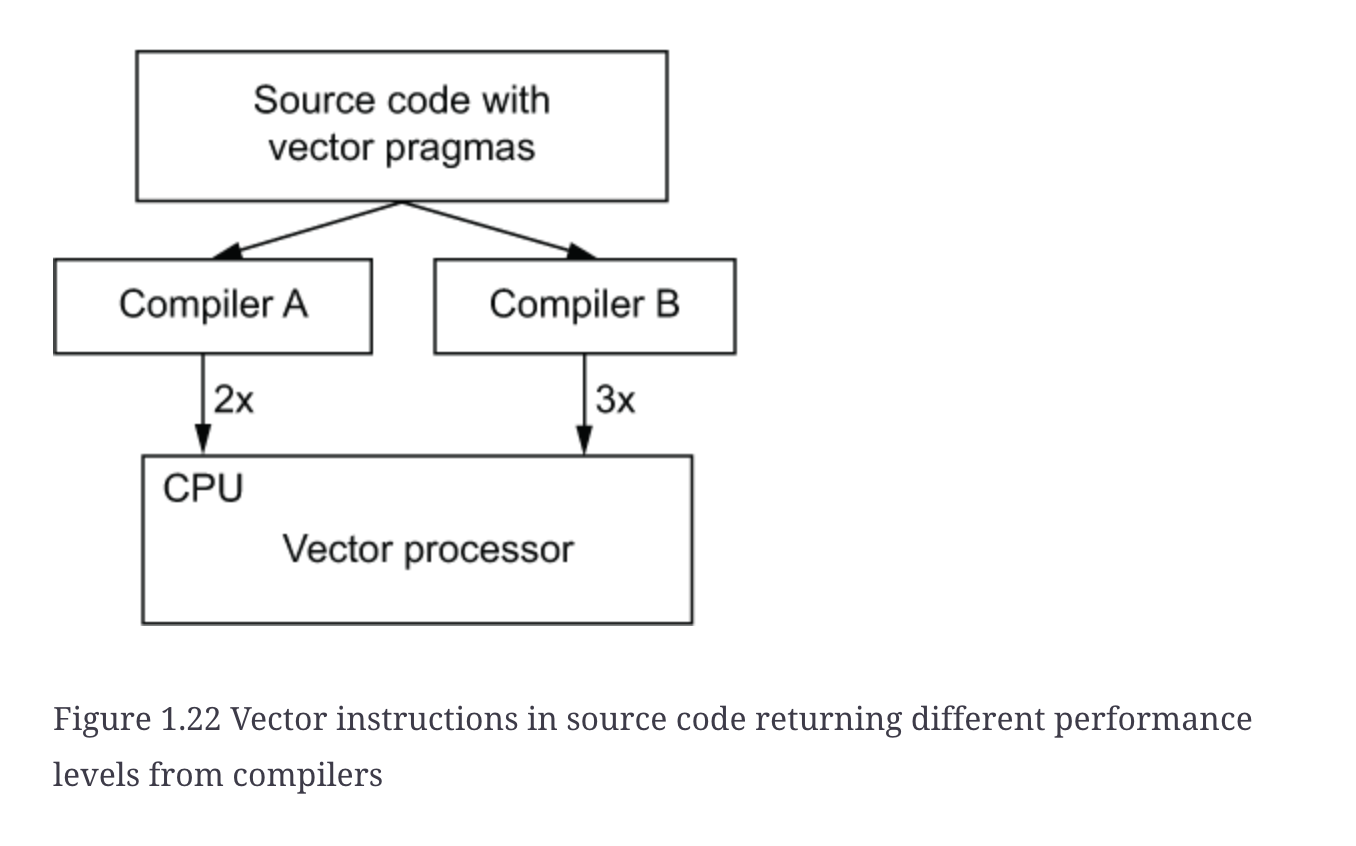 Source code with
vector pragmas
Compiler A
Compiler B
2x
3x
CPU
Vector processor
Figure 1.22 Vector instructions in source code returning different performance
levels from compilers